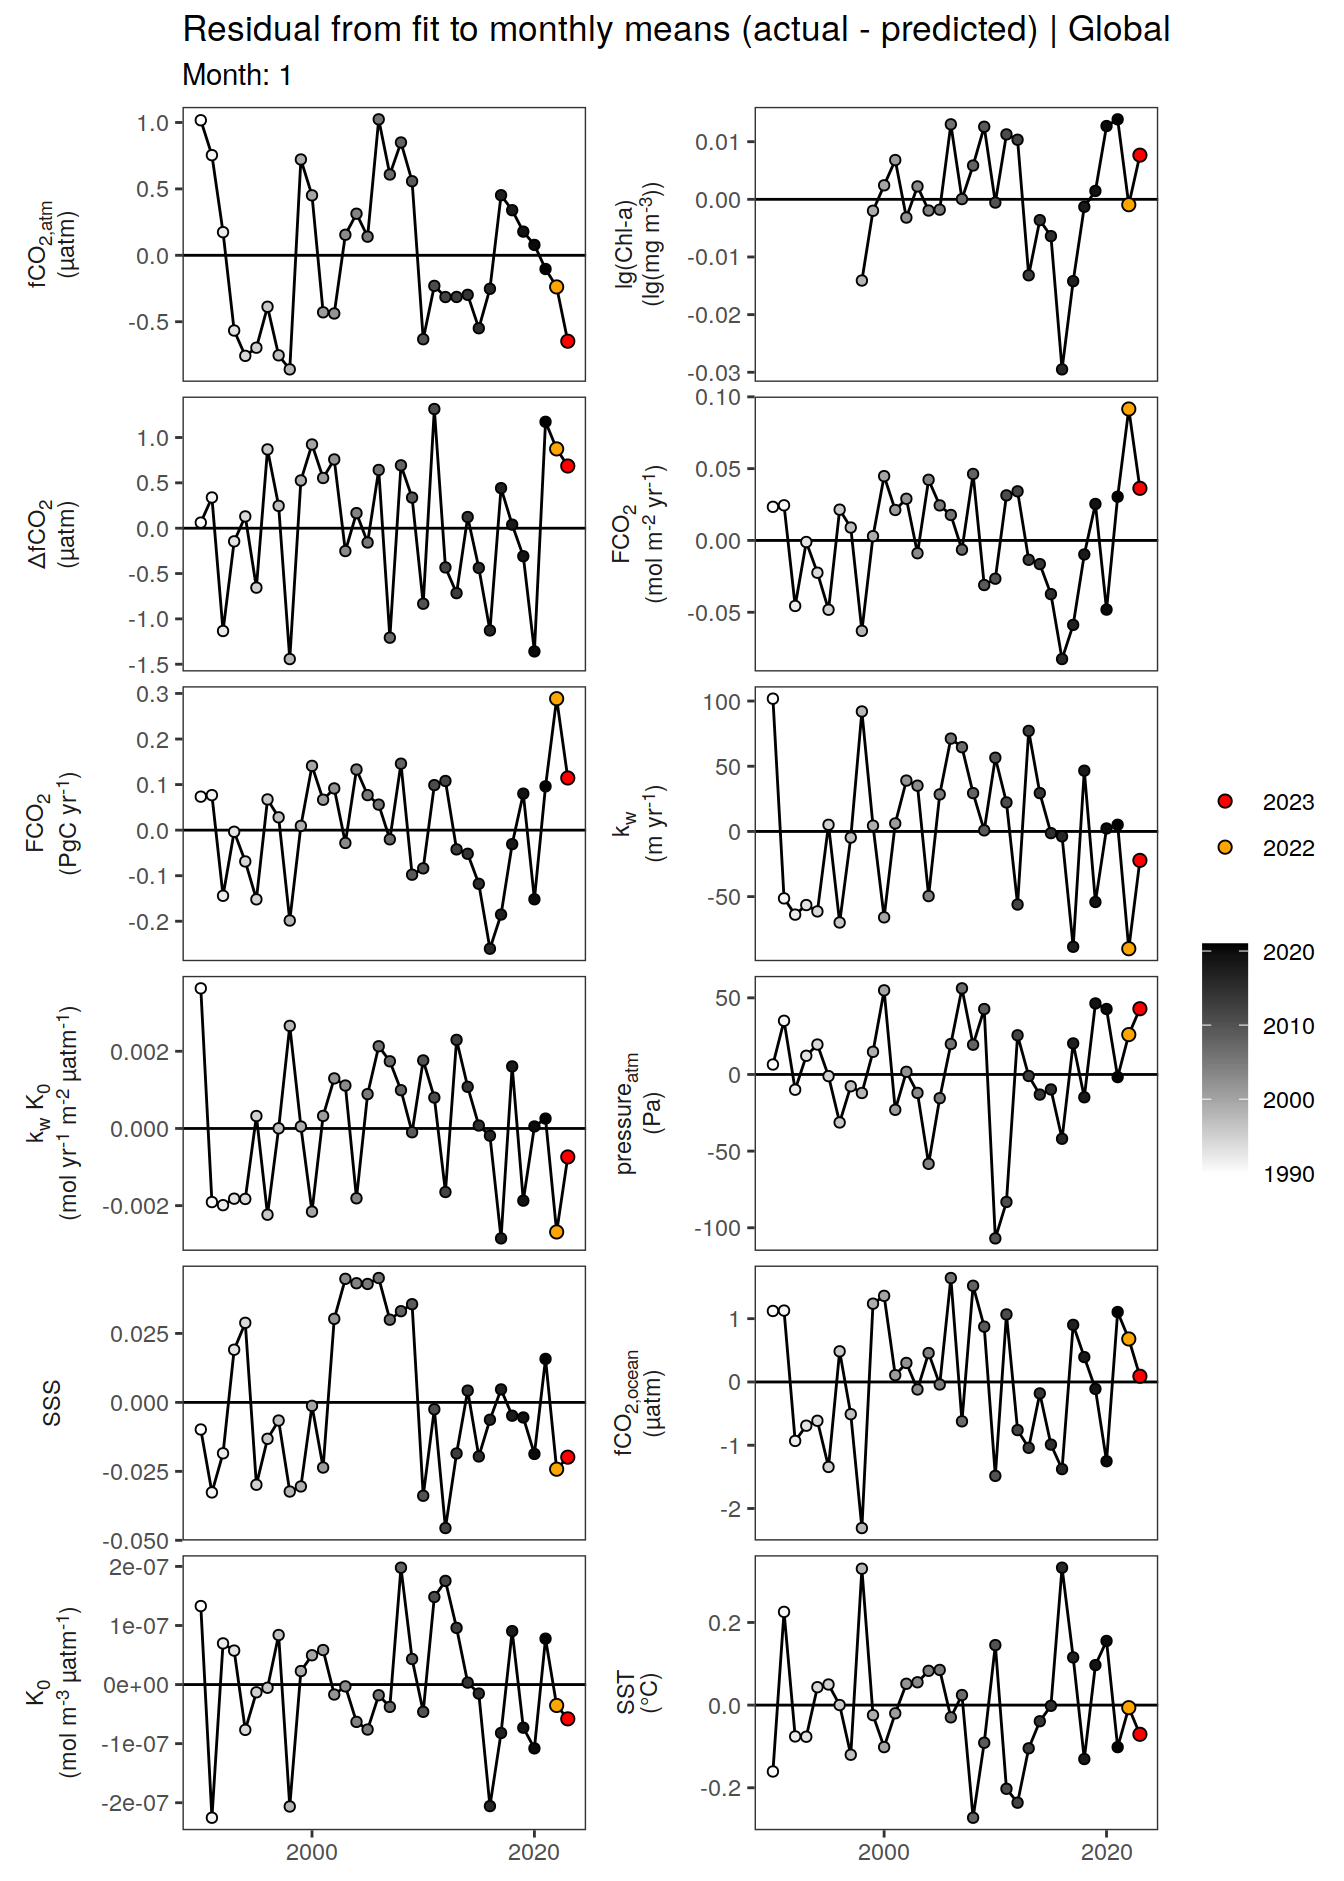 Residual from fit to monthly means (actual - predicted) | Global
Month: 1
fCO2,atm
(µatm)
1.0
0.5
0.0
-0.5
lg(Chl-a)
(lg(mg m-3))
0.01
0.00
-0.01
-0.02
-0.03
ΔfCO2
(µatm)
1.0
0.5
0.0
-0.5
-1.0
-1.5
FCO2
(mol m-2 yr-1)
0.10
0.05
0.00
-0.05
FCO2
(PgC yr-1)
0.3
0.2
0.1
0.0
-0.1
-0.2
kw
(m yr-1)
100
50
0
-50
kw K0
(mol yr-1 m-2 µatm-1)
0.002
0.000
-0.002
pressureatm
(Pa)
50
0
-50
-100
SSS
0.025
0.000
-0.025
-0.050
fCO2,ocean
(µatm)
1
0
-1
-2
K0
(mol m-3 µatm-1)
2e-07
1e-07
0e+00
-1e-07
-2e-07
SST
(°C)
0.2
0.0
-0.2
2000
2020
2000
2020
2023
2022
2020
2010
2000
1990